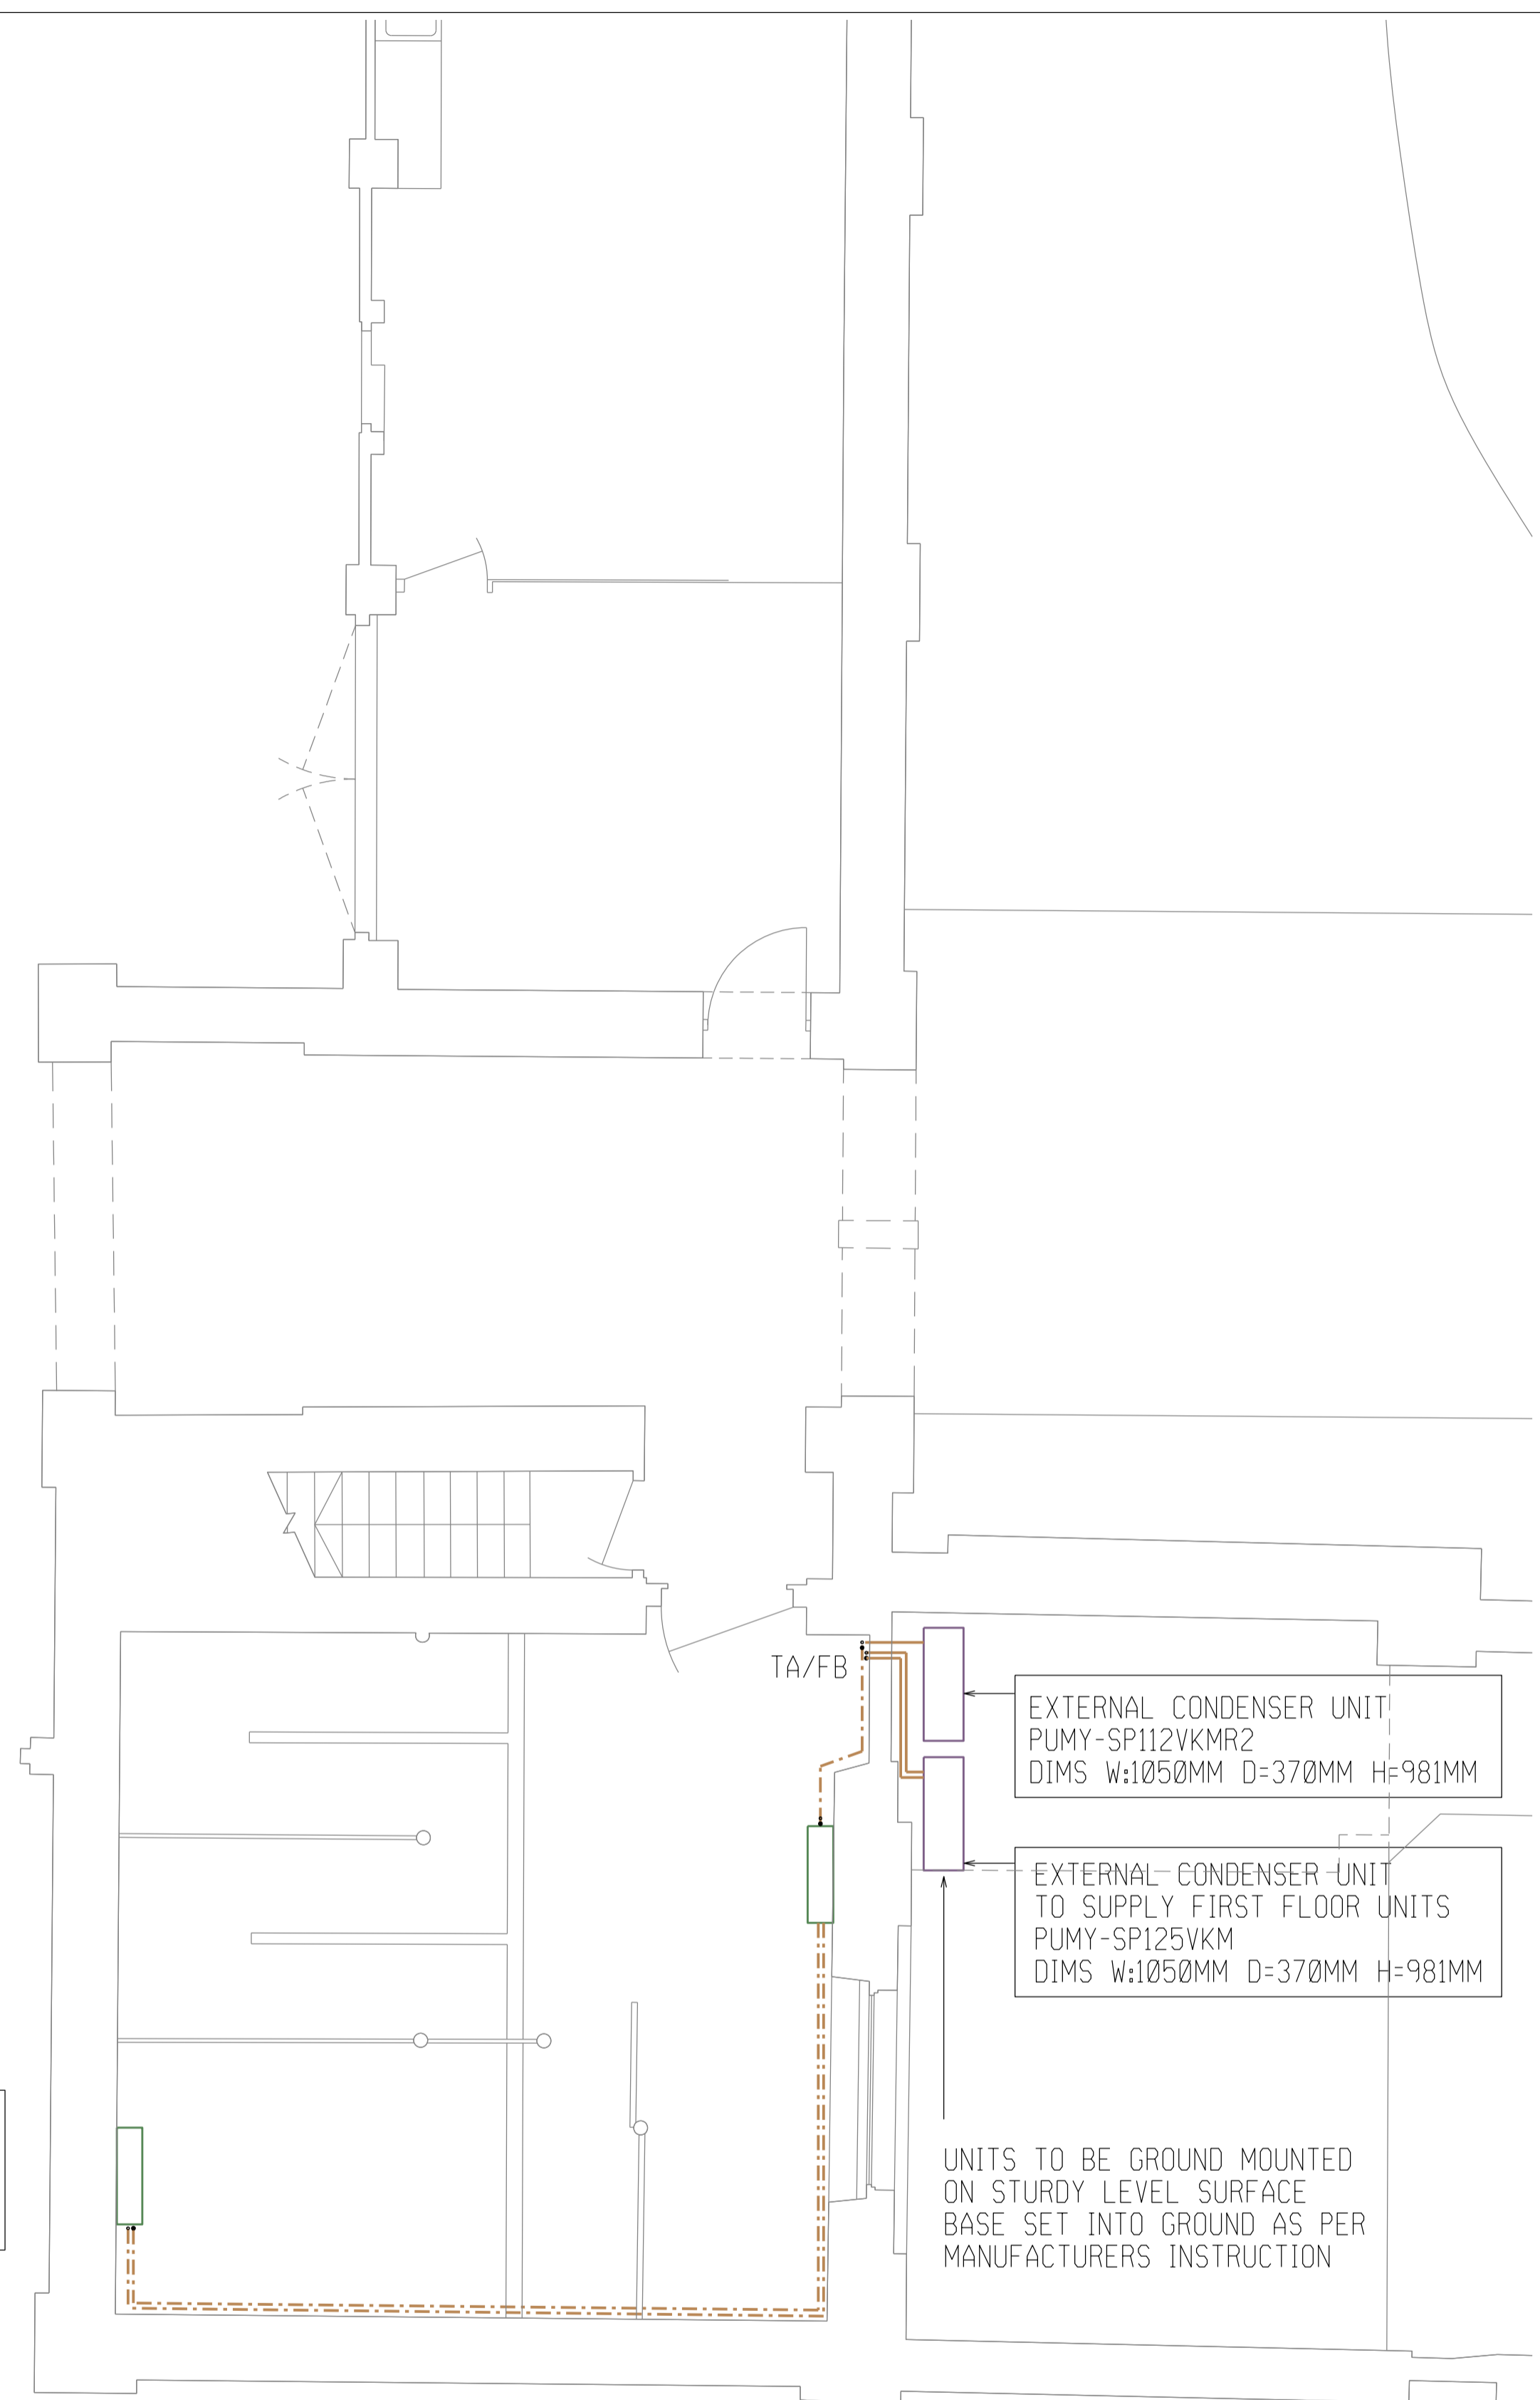 TA/FB
EXTERNAL CONDENSER UNIT
PUMY-SP112VKMR2
DIMS W:1050MM D=370MM H=981MM
EXTERNAL CONDENSER UNIT
TO SUPPLY FIRST FLOOR UNITS
PUMY-SP125VKM
DIMS W:1050MM D=370MM H=981MM
UNITS TO BE GROUND MOUNTED
ON STURDY LEVEL SURFACE
BASE SET INTO GROUND AS PER
MANUFACTURERS INSTRUCTION